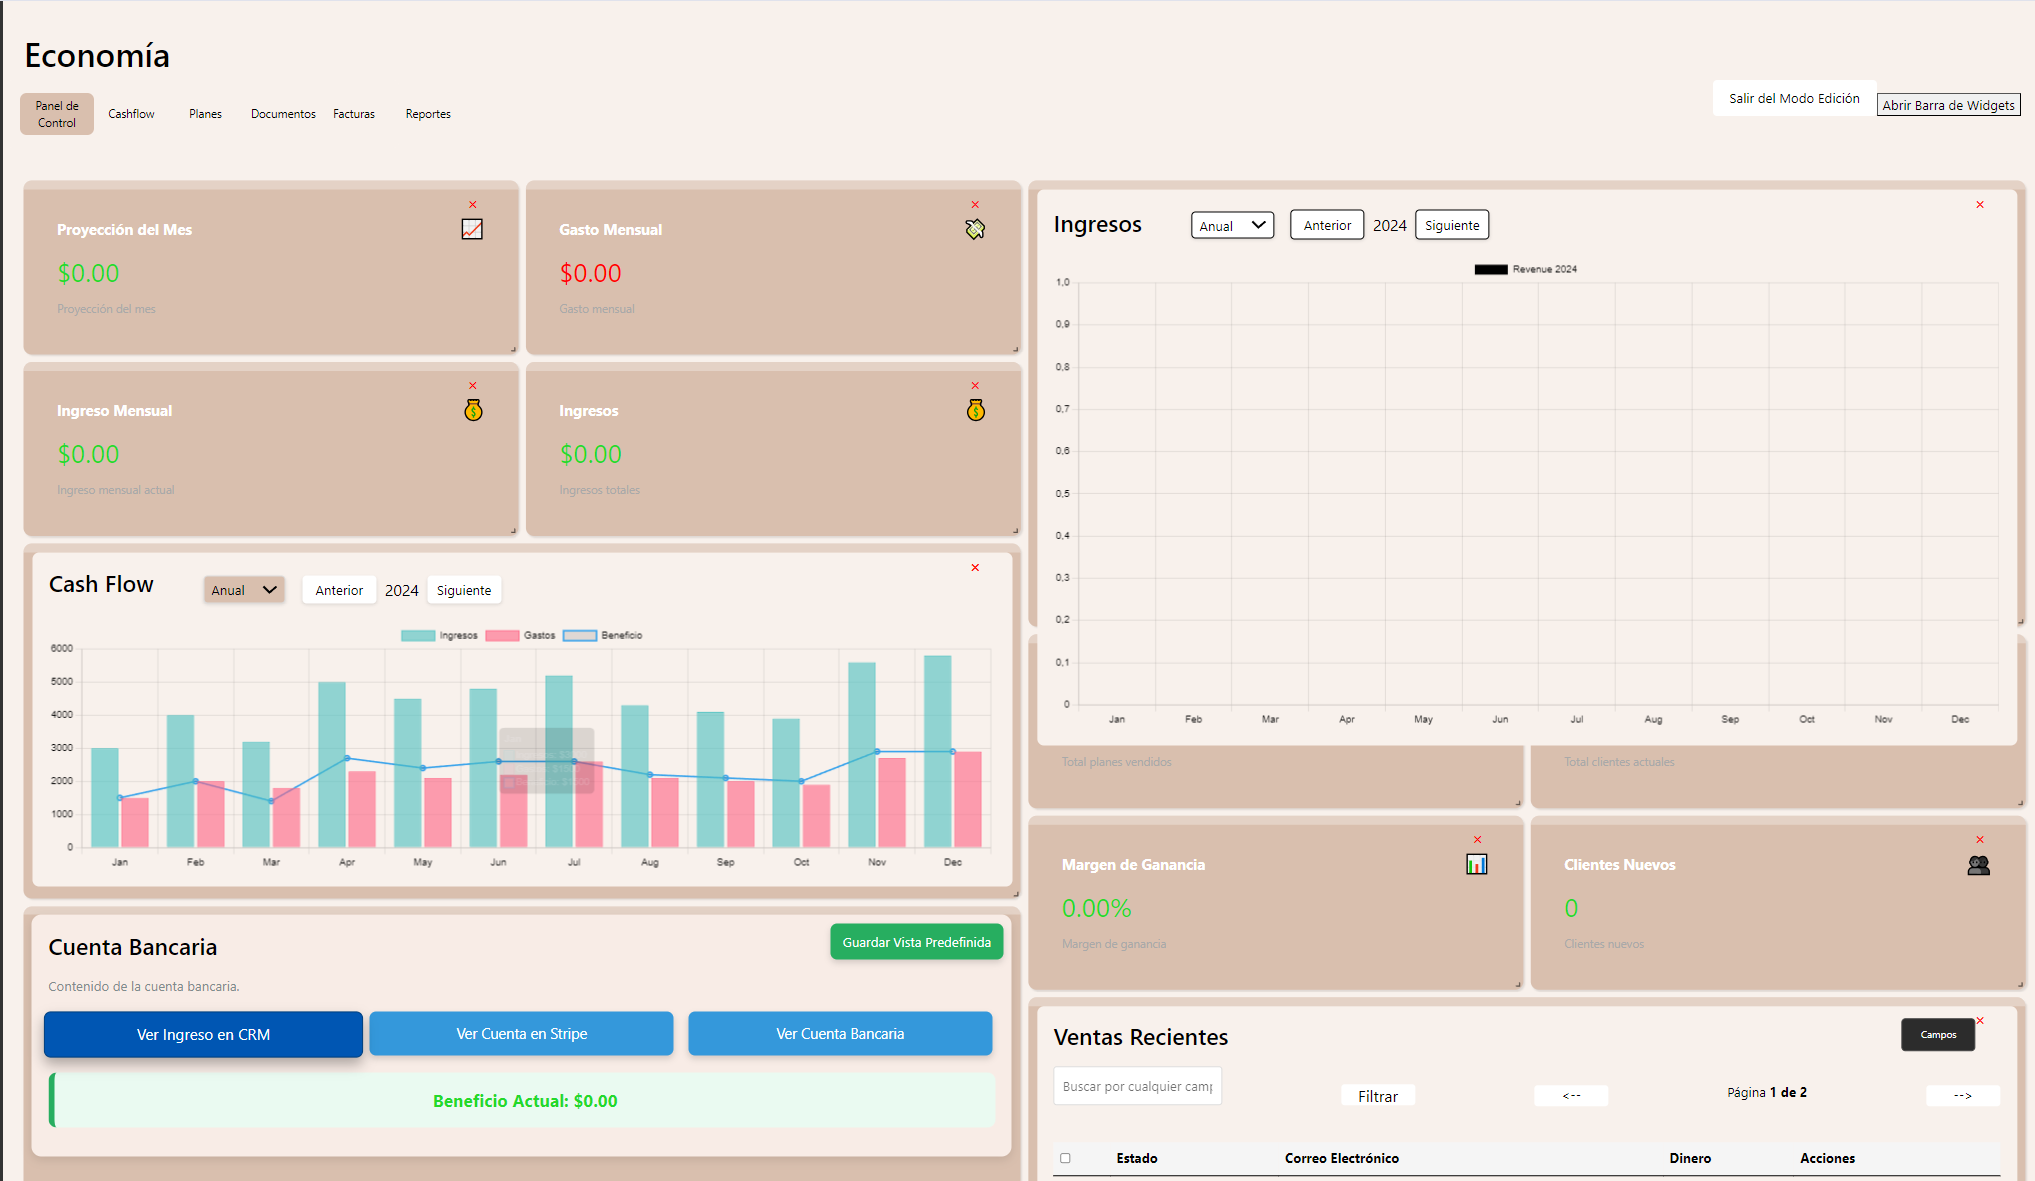 Economía
Panel de Control
Cashflow
Planes
Documentos
Facturas
Reportes
Salir del Modo Edición
Abrir Barra de Widgets
Proyección del Mes
$0.00
Proyección del mes
Gasto Mensual
$0.00
Gasto mensual
Ingreso Mensual
$0.00
Ingreso mensual actual
Ingresos
$0.00
Ingresos totales
Cash Flow
Anual
Anterior
2024
Siguiente
Ingresos
Gastos
Beneficio
6000
5000
4000
3000
2000
1000
0
Jan Feb Mar Apr May Jun Jul Aug Sep Oct Nov Dec
Cuenta Bancaria
Guardar Vista Predefinida
Contenido de la cuenta bancaria.
Ver Ingreso en CRM
Ver Cuenta en Stripe
Ver Cuenta Bancaria
Beneficio Actual: $0.00
Ingresos
Anual
Anterior
2024
Siguiente
Revenue 2024
1,0
0,9
0,8
0,7
0,6
0,5
0,4
0,3
0,2
0,1
0
Jan Feb Mar Apr May Jun Jul Aug Sep Oct Nov Dec
Total planes vendidos
Total clientes actuales
Margen de Ganancia
0.00%
Margen de ganancia
Clientes Nuevos
0
Clientes nuevos
Ventas Recientes
Campos
Buscar por cualquier camp
Filtrar
<--
Página 1 de 2
-->
Estado
Correo Electrónico
Dinero
Acciones